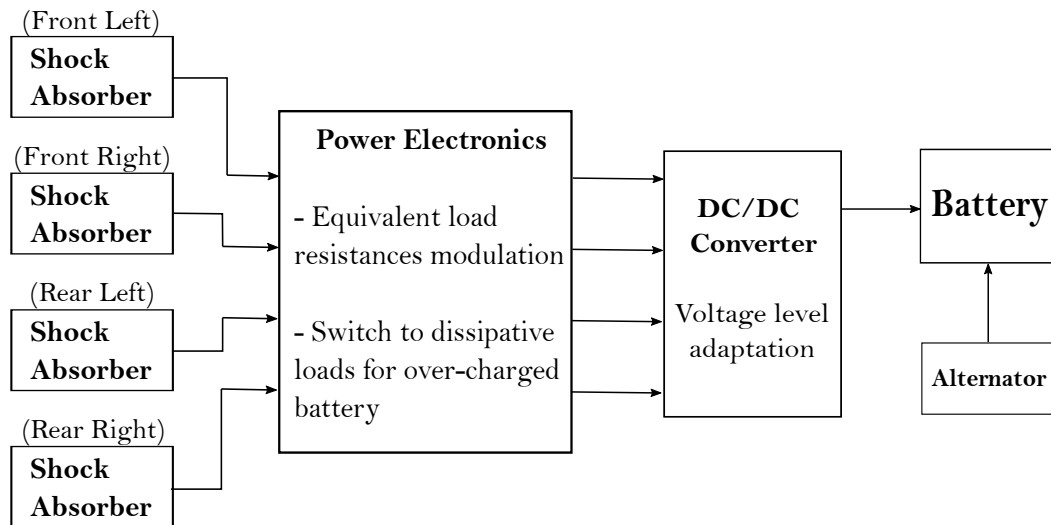 (Front Left)
Shock
Absorber
(Front Right)
Shock
Absorber
(Rear Left)
Shock
Absorber
(Rear Right)
Shock
Absorber
Power Electronics
- Equivalent load
resistances modulation
- Switch to dissipative
loads for over-charged
battery
DC/DC
Converter
Voltage level
adaptation
Battery
Alternator